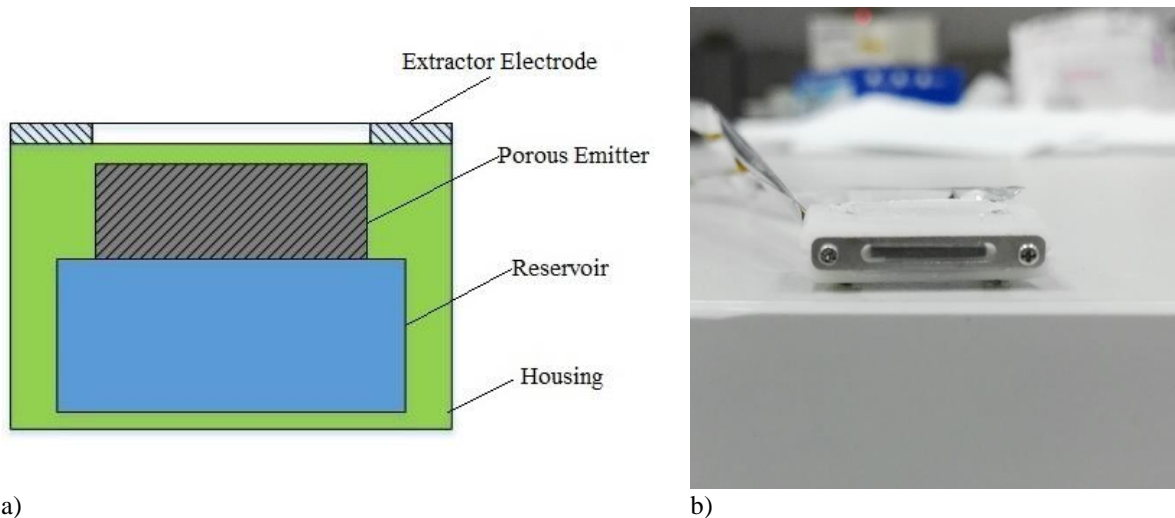 Extractor Electrode
Porous Emitter
Reservoir
Housing
a)
b)